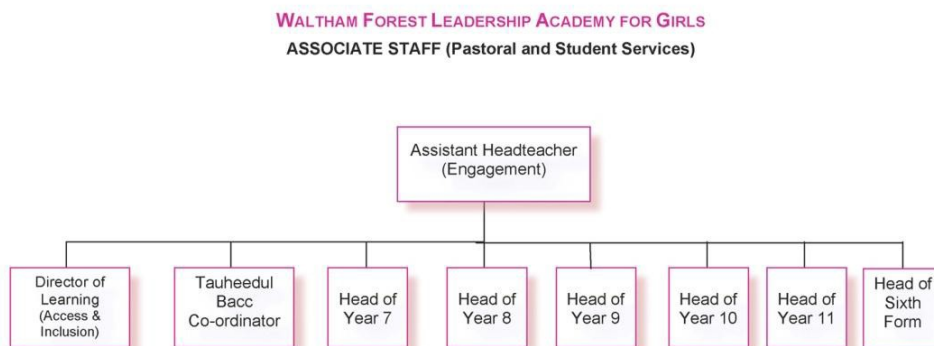 WALTHAM FOREST LEADERSHIP ACADEMY FOR GIRLS
ASSOCIATE STAFF (Pastoral and Student Services)
Assistant Headteacher
(Engagement)
Director of
Learning
(Access &
Inclusion)
Tauheedul
Bacc
Co-ordinator
Head of
Year 7
Head of
Year 8
Head of
Year 9
Head of
Year 10
Head of
Year 11
Head of
Sixth
Form